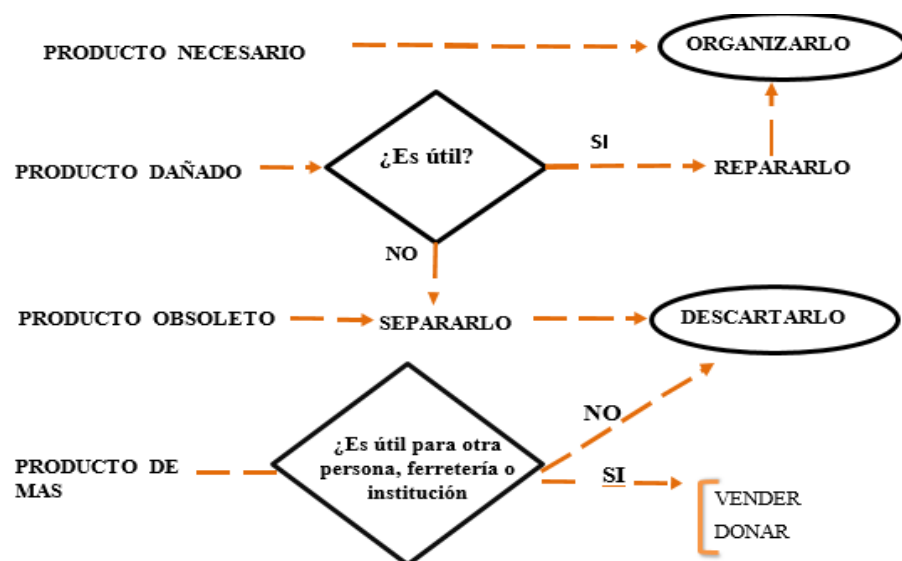 PRODUCTO NECESARIO
ORGANIZARLO
PRODUCTO DAÑADO
¿Es útil?
SI
REPARARLO
NO
PRODUCTO OBSOLETO
SEPARARLO
DESCARTARLO
PRODUCTO DE
MAS
¿Es útil para otra
persona, ferretería o
institución
NO
SI
VENDER
DONAR